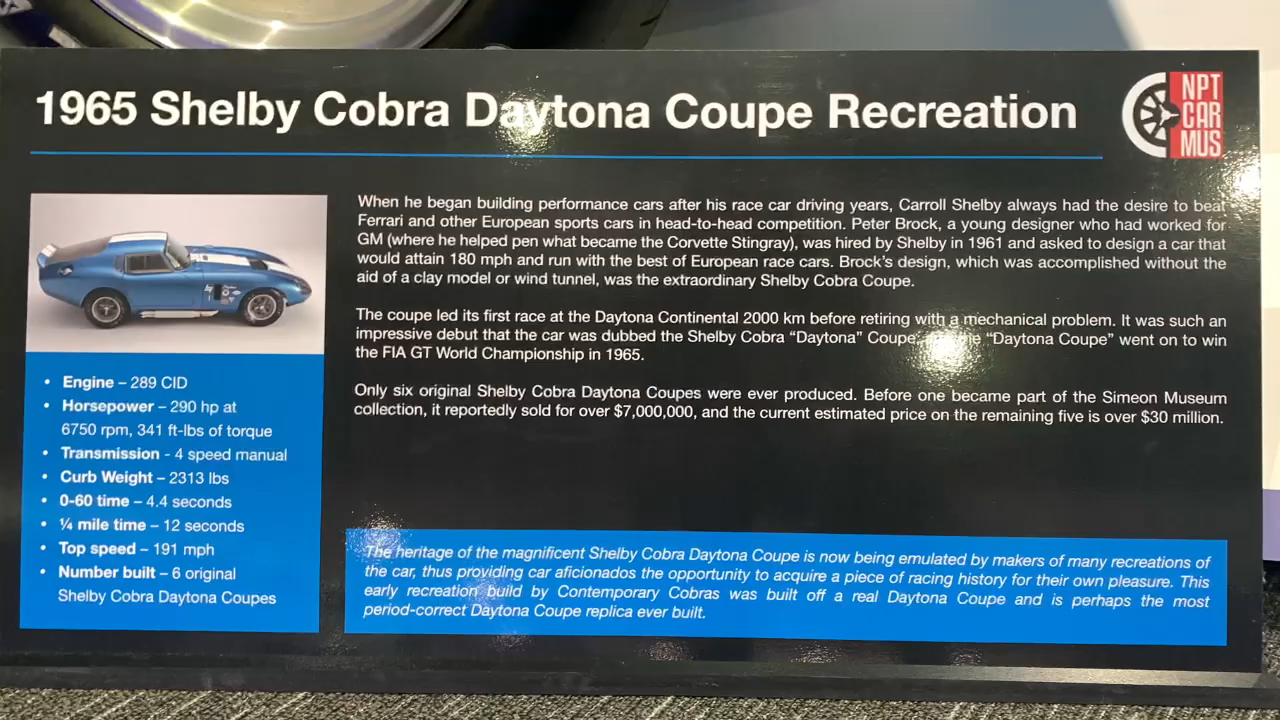 1965 Shelby Cobra Daytona Coupe Recreation
NPT
CAR
MUS
When he began building performance cars after his race car driving years, Carroll Shelby always had the desire to beat
Ferrari and other European sports cars in head-to-head competition. Peter Brock, a young designer who had worked for
GM (where he helped pen what became the Corvette Stingray), was hired by Shelby in 1961 and asked to design a car that
would attain 180 mph and run with the best of European race cars. Brock's design, which was accomplished without the
aid of a clay model or wind tunnel, was the extraordinary Shelby Cobra Coupe.
The coupe led its first race at the Daytona Continental 2000 km before retiring with a mechanical problem. It was such an
impressive debut that the car was dubbed the Shelby Cobra “Daytona” Coupe, “Daytona Coupe” went on to win
the FIA GT World Championship in 1965.
Only six original Shelby Cobra Daytona Coupes were ever produced. Before one became part of the Simeon Museum
collection, it reportedly sold for over $7,000,000, and the current estimated price on the remaining five is over $30 million.
• Engine – 289 CID
• Horsepower – 290 hp at
6750 rpm, 341 ft-lbs of torque
• Transmission - 4 speed manual
• Curb Weight – 2313 lbs
• 0-60 time – 4.4 seconds
• ¼ mile time – 12 seconds
• Top speed – 191 mph
• Number built – 6 original
Shelby Cobra Daytona Coupes
The heritage of the magnificent Shelby Cobra Daytona Coupe is now being emulated by makers of many recreations of
the car, thus providing car aficionados the opportunity to acquire a piece of racing history for their own pleasure. This
early recreation build by Contemporary Cobras was built off a real Daytona Coupe and is perhaps the most
period-correct Daytona Coupe replica ever built.